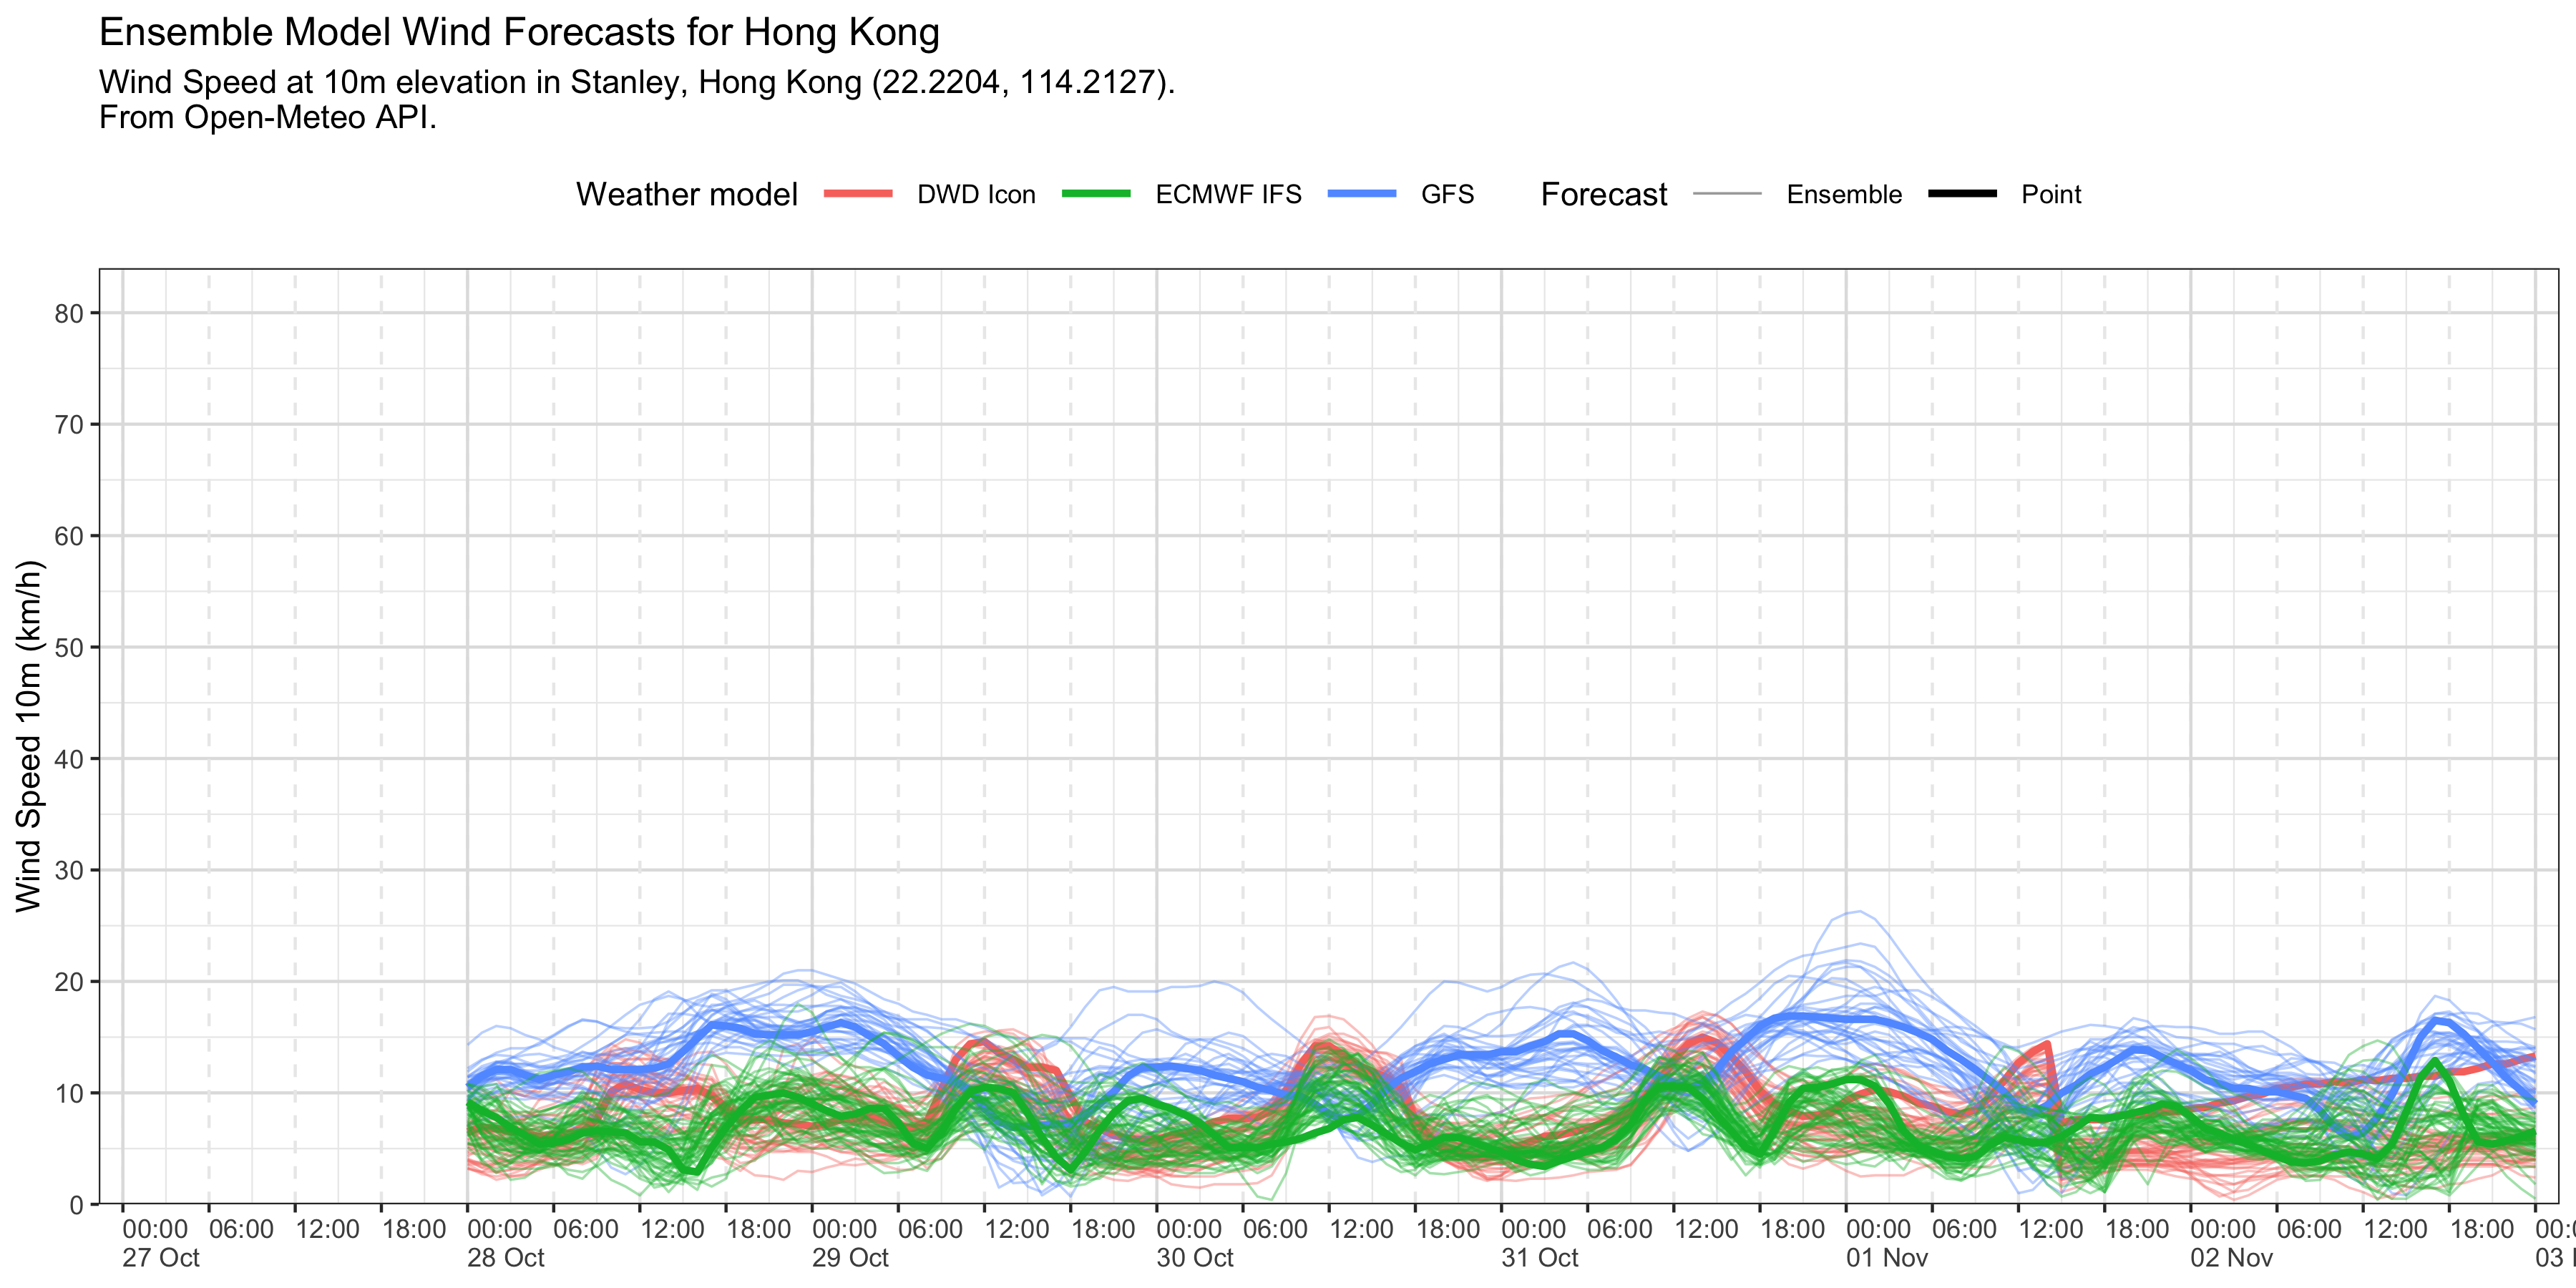 Ensemble Model Wind Forecasts for Hong Kong
Wind Speed at 10m elevation in Stanley, Hong Kong (22.2204, 114.2127).
From Open-Meteo API.
Weather model DWD Icon ECMWF IFS GFS Forecast Ensemble Point
Wind Speed 10m (km/h)
80
70
60
50
40
30
20
10
0
00:00 06:00 12:00 18:00 00:00 06:00 12:00 18:00 00:00 06:00 12:00 18:00 00:00 06:00 12:00 18:00 00:00 06:00 12:00 18:00 00:00 06:00 12:00 18:00 00:00 06:00 12:00 18:00
27 Oct 28 Oct 29 Oct 30 Oct 31 Oct 01 Nov 02 Nov 03